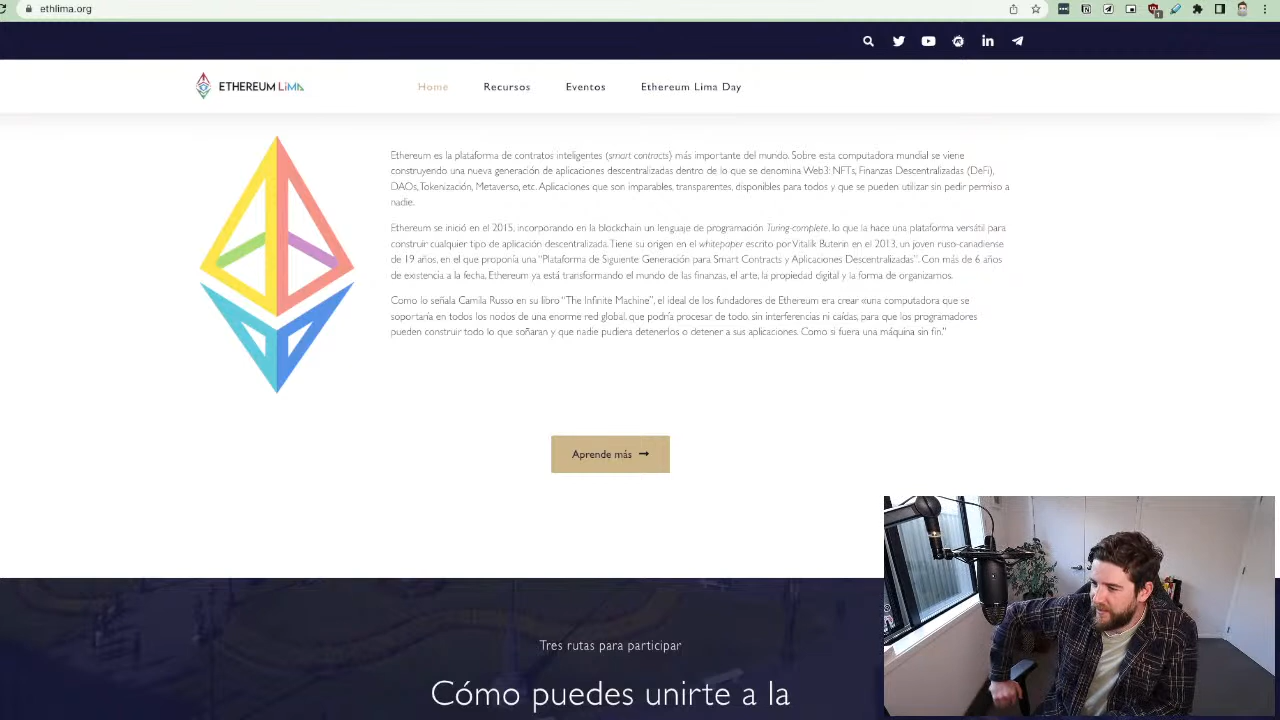 ethlima.org
ETHEREUM LiMA
Home Recursos Eventos Ethereum Lima Day
Ethereum es la plataforma de contratos inteligentes (smart contracts) más importante del mundo. Sobre esta computadora mundial se viene
construyendo una nueva generación de aplicaciones descentralizadas dentro de lo que se denomina Web3: NFTs, Finanzas Descentralizadas (DeFi),
DAOs, Tokenización, Metaverso, etc. Aplicaciones que son imparables, transparentes, disponibles para todos y que se pueden utilizar sin pedir permiso a
nadie.
Ethereum se inició en el 2015, incorporando en la blockchain un lenguaje de programación Turing-complete, lo que la hace una plataforma versátil para
construir cualquier tipo de aplicación descentralizada. Tiene su origen en el whitepaper escrito por Vitalik Buterin en el 2013, un joven ruso-canadiense
de 19 años, en el que proponía una “Plataforma de Siguiente Generación para Smart Contracts y Aplicaciones Descentralizadas”. Con más de 6 años
de existencia a la fecha, Ethereum ya está transformando el mundo de las finanzas, el arte, la propiedad digital y la forma de organizarnos.
Como lo señala Camila Russo en su libro “The Infinite Machine”, el ideal de los fundadores de Ethereum era crear «una computadora que se
soportaría en todos los nodos de una enorme red global, que podría procesar de todo, sin interferencias ni caídas, para que los programadores
pueden construir todo lo que soñaran y que nadie pudiera detenerlos o detener a sus aplicaciones. Como si fuera una máquina sin fin.”
Aprende más
Tres rutas para participar
Cómo puedes unirte a la